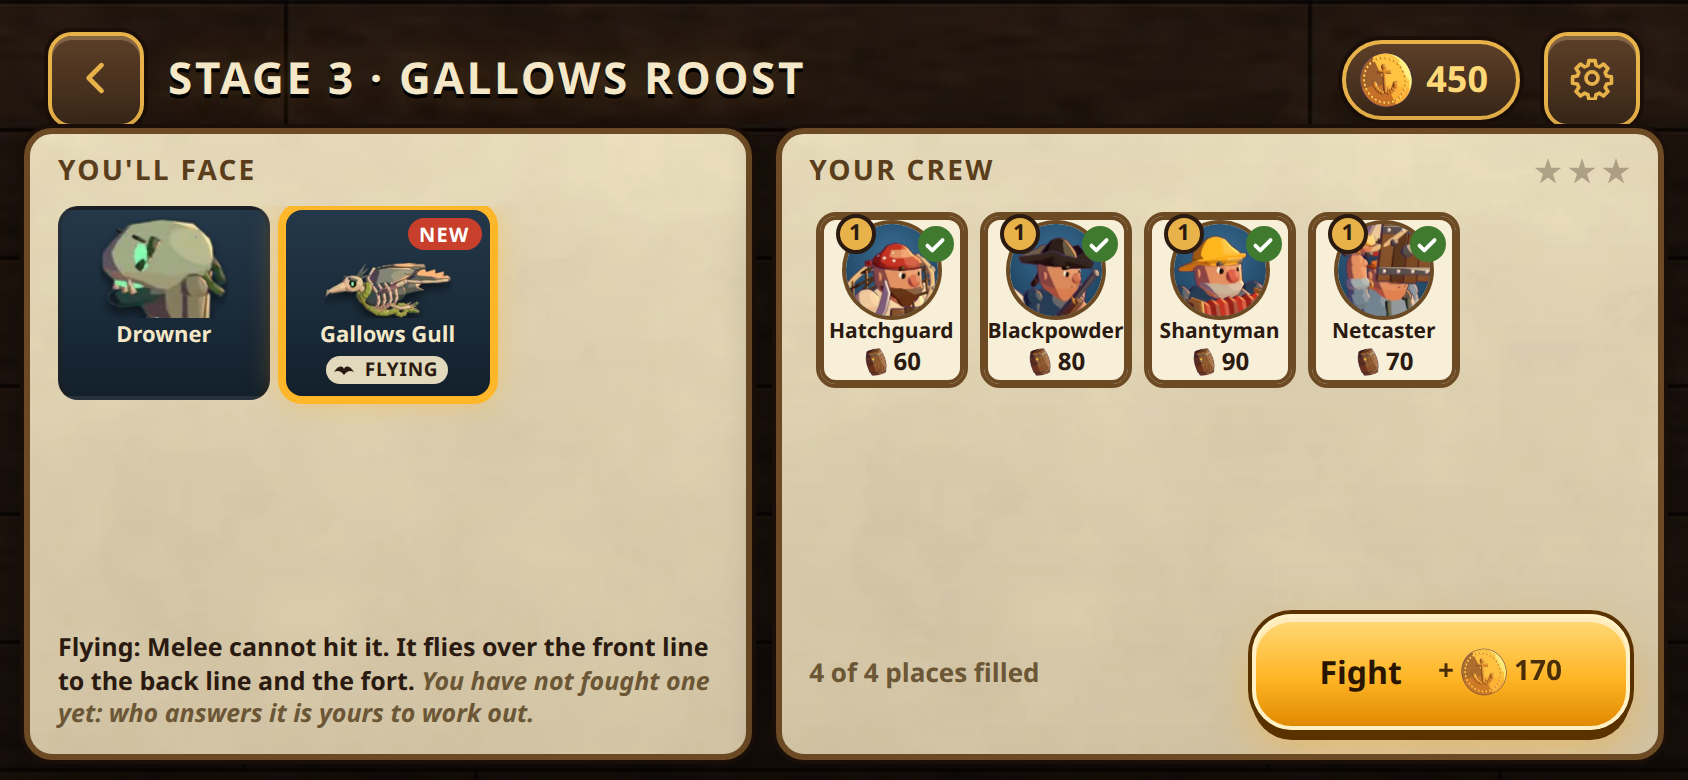 STAGE 3 · GALLOWS ROOST
450
YOU'LL FACE
NEW
Drowner
Gallows Gull
FLYING
Flying: Melee cannot hit it. It flies over the front line
to the back line and the fort. You have not fought one
yet: who answers it is yours to work out.
YOUR CREW
1
1
1
1
Hatchguard
Blackpowder
Shantyman
Netcaster
60
80
90
70
4 of 4 places filled
Fight + 170